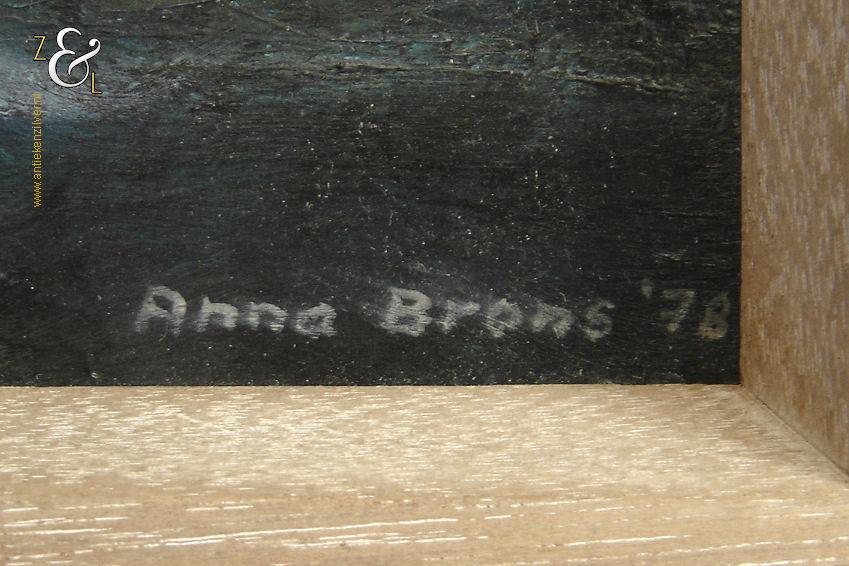 Z & L
www.antiekenzilver.nl
Anna Brons '78